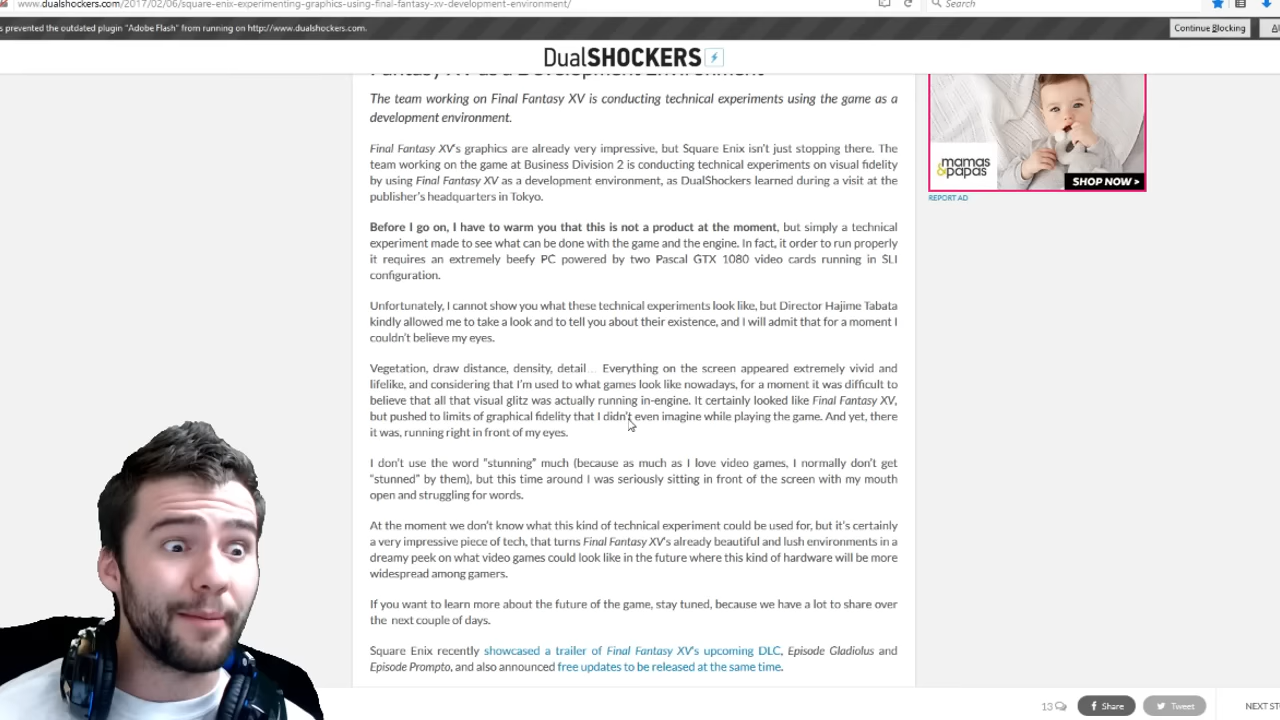 www.dualshockers.com/2017/02/06/square-enix-experimenting-graphics-using-final-fantasy-xv-development-environment/
Search
s prevented the outdated plugin "Adobe Flash" from running on http://www.dualshockers.com.
Continue Blocking
DualSHOCKERS
Fantasy XV as a Development Environment
The team working on Final Fantasy XV is conducting technical experiments using the game as a
development environment.
Final Fantasy XV's graphics are already very impressive, but Square Enix isn't just stopping there. The
team working on the game at Business Division 2 is conducting technical experiments on visual fidelity
by using Final Fantasy XV as a development environment, as DualShockers learned during a visit at the
publisher's headquarters in Tokyo.
Before I go on, I have to warm you that this is not a product at the moment, but simply a technical
experiment made to see what can be done with the game and the engine. In fact, it order to run properly
it requires an extremely beefy PC powered by two Pascal GTX 1080 video cards running in SLI
configuration.
Unfortunately, I cannot show you what these technical experiments look like, but Director Hajime Tabata
kindly allowed me to take a look and to tell you about their existence, and I will admit that for a moment I
couldn't believe my eyes.
Vegetation, draw distance, density, detail... Everything on the screen appeared extremely vivid and
lifelike, and considering that I'm used to what games look like nowadays, for a moment it was difficult to
believe that all that visual glitz was actually running in-engine. It certainly looked like Final Fantasy XV,
but pushed to limits of graphical fidelity that I didn't even imagine while playing the game. And yet, there
it was, running right in front of my eyes.
I don't use the word "stunning" much (because as much as I love video games, I normally don't get
"stunned" by them), but this time around I was seriously sitting in front of the screen with my mouth
open and struggling for words.
At the moment we don't know what this kind of technical experiment could be used for, but it's certainly
a very impressive piece of tech, that turns Final Fantasy XV's already beautiful and lush environments in a
dreamy peek on what video games could look like in the future where this kind of hardware will be more
widespread among gamers.
If you want to learn more about the future of the game, stay tuned, because we have a lot to share over
the next couple of days.
Square Enix recently showcased a trailer of Final Fantasy XV's upcoming DLC, Episode Gladiolus and
Episode Prompto, and also announced free updates to be released at the same time.
mamas
&papas
SHOP NOW >
REPORT AD
13
Share
Tweet
NEXT ST